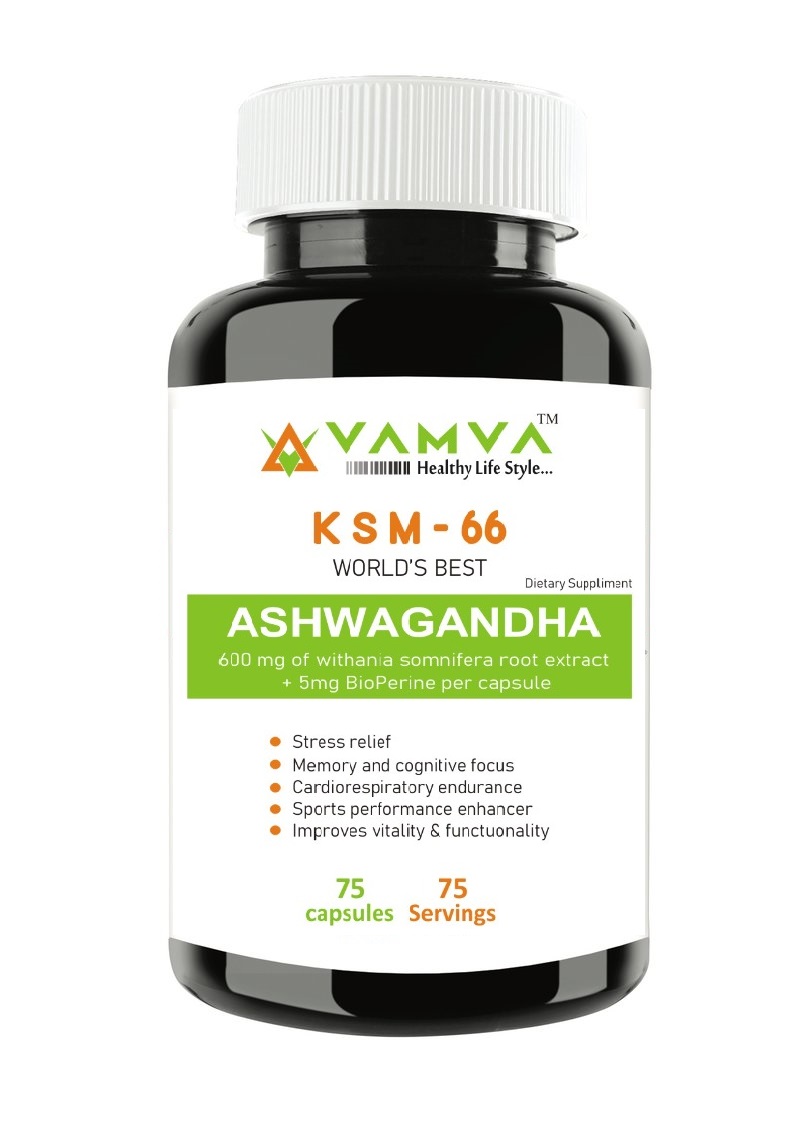 VAMVA™
Healthy Life Style...
KSM-66
WORLD'S BEST
Dietary Suppliment
ASHWAGANDHA
600 mg of withania somnifera root extract
+ 5mg BioPerine per capsule
Stress relief
Memory and cognitive focus
Cardiorespiratory endurance
Sports performance enhancer
Improves vitality & functuonality
75 75
capsules Servings